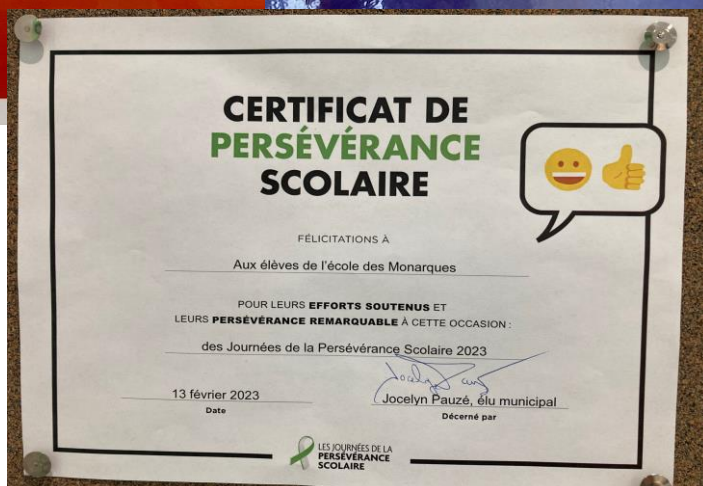 CERTIFICAT DE
PERSÉVÉRANCE
SCOLAIRE
FÉLICITATIONS À
Aux élèves de l'école des Monarques
POUR LEURS EFFORTS SOUTENUS ET
LEURS PERSÉVÉRANCE REMARQUABLE À CETTE OCCASION :
des Journées de la Persévérance Scolaire 2023
13 février 2023
Date
Jocelyn Pauzé, élu municipal
Décerné par
LES JOURNÉES DE LA
PERSÉVÉRANCE
SCOLAIRE